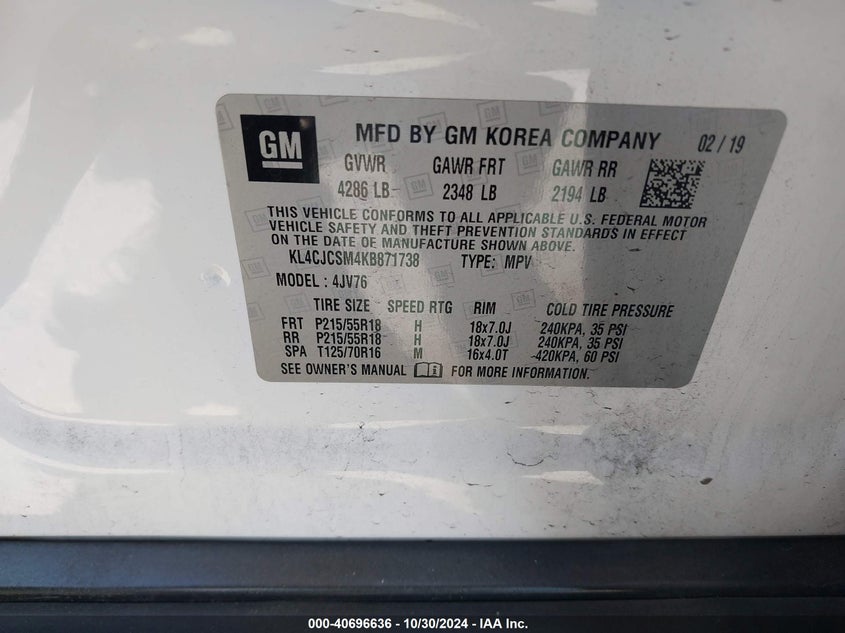 GM
MFD BY GM KOREA COMPANY 02 / 19
GVWR GAWR FRT GAWR RR
4286 LB 2348 LB 2194 LB
THIS VEHICLE CONFORMS TO ALL APPLICABLE U.S. FEDERAL MOTOR
VEHICLE SAFETY AND THEFT PREVENTION STANDARDS IN EFFECT
ON THE DATE OF MANUFACTURE SHOWN ABOVE.
KL4CJCSM4KB871738 TYPE: MPV
MODEL : 4JV76
TIRE SIZE SPEED RTG RIM COLD TIRE PRESSURE
FRT P215/55R18 H 18x7.0J 240KPA, 35 PSI
RR P215/55R18 H 18x7.0J 240KPA, 35 PSI
SPA T125/70R16 M 16x4.0T 420KPA, 60 PSI
SEE OWNER'S MANUAL FOR MORE INFORMATION.
000-40696636 - 10/30/2024 - IAA Inc.